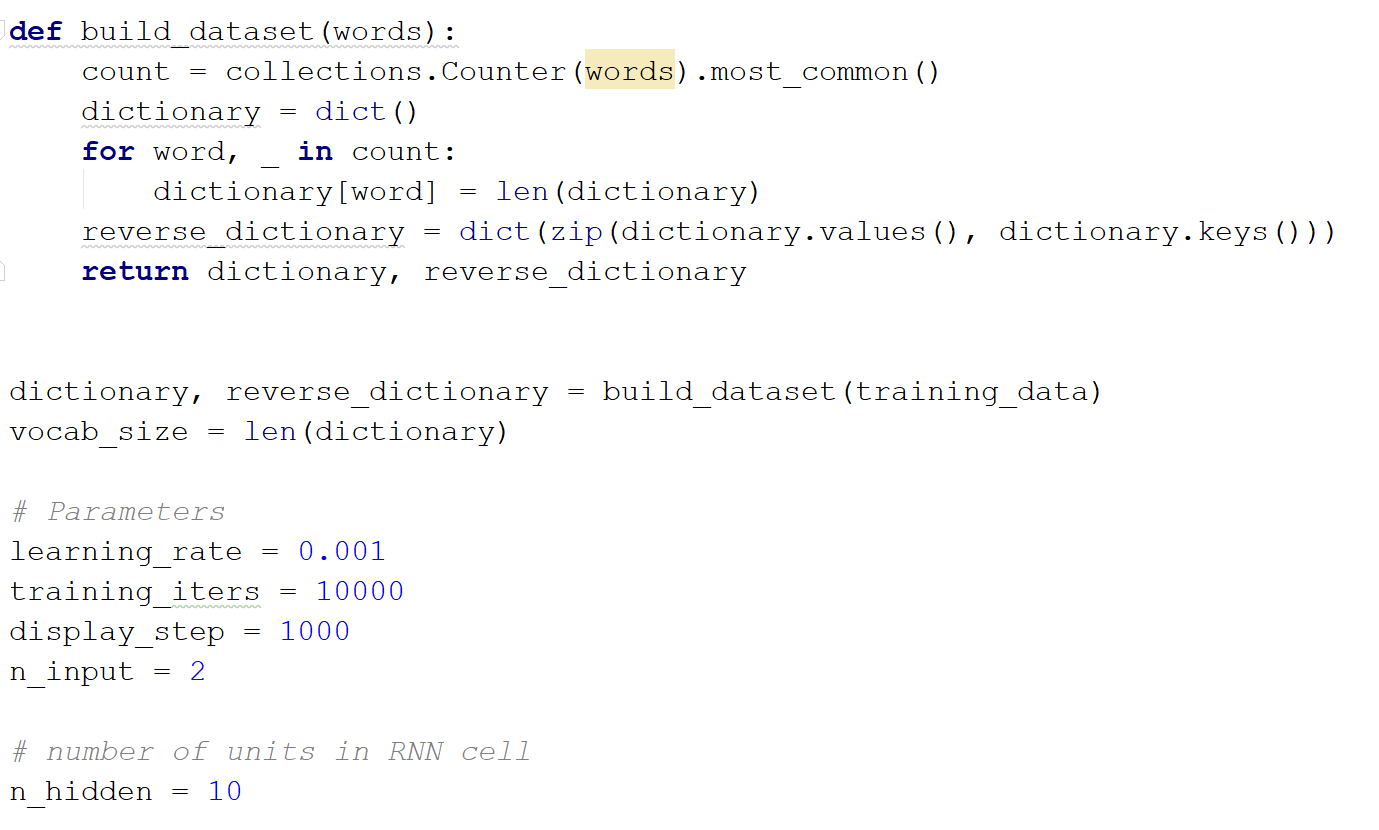 def build_dataset(words):
    count = collections.Counter(words).most_common()
    dictionary = dict()
    for word, _ in count:
        dictionary[word] = len(dictionary)
    reverse_dictionary = dict(zip(dictionary.values(), dictionary.keys()))
    return dictionary, reverse_dictionary
dictionary, reverse_dictionary = build_dataset(training_data)
vocab_size = len(dictionary)
# Parameters
learning_rate = 0.001
training_iters = 10000
display_step = 1000
n_input = 2
# number of units in RNN cell
n_hidden = 10